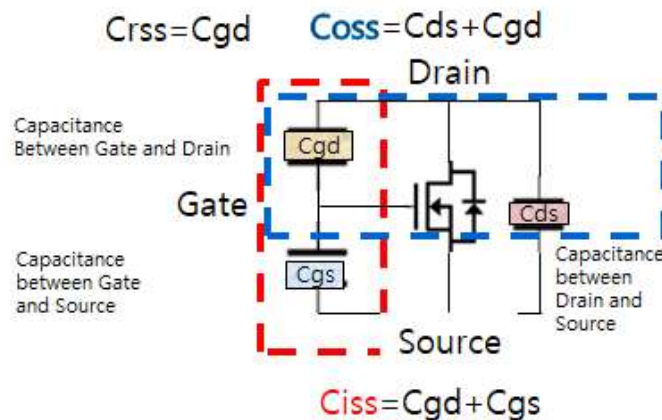 Crss=Cgd
Coss=Cds+Cgd
Drain
Capacitance
Between Gate and Drain
Cgd
Gate
Cds
Capacitance
between Gate
and Source
Cgs
Capacitance
between
Drain and
Source
Source
Ciss=Cgd+Cgs